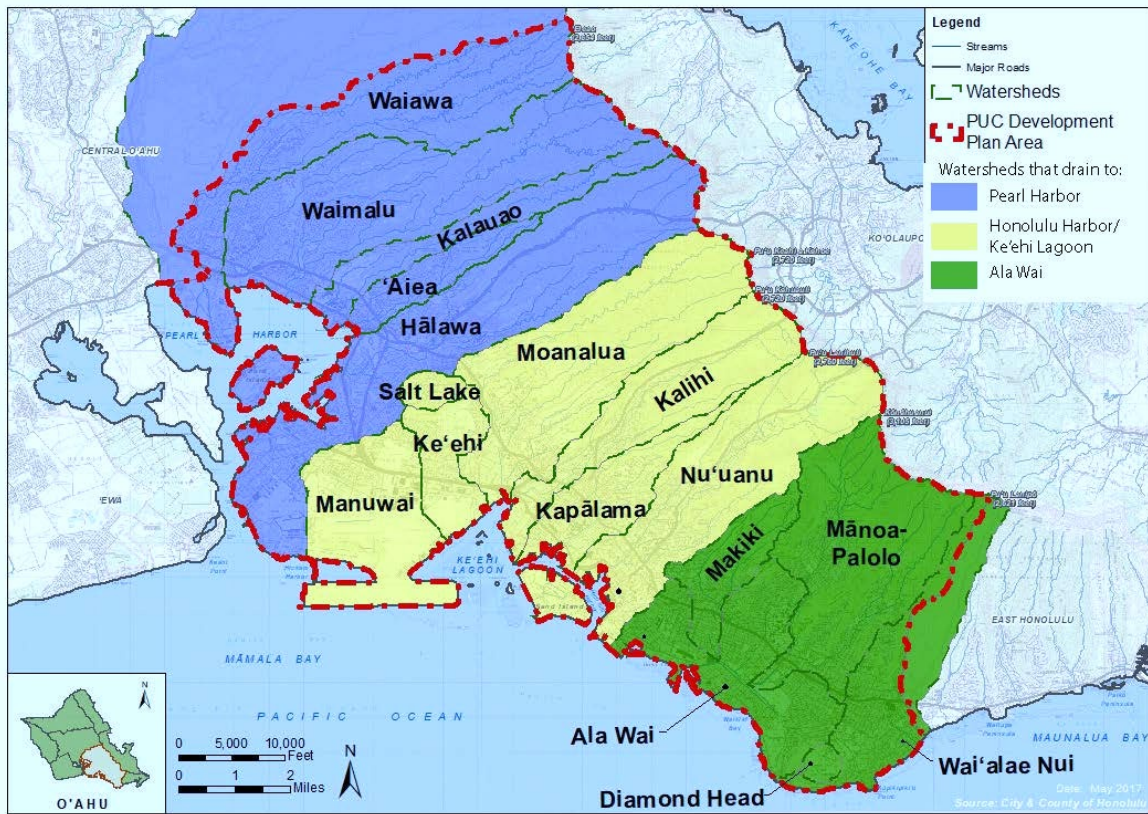 Legend
Streams
Major Roads
Watersheds
PUC Development
Plan Area
Watersheds that drain to:
Pearl Harbor
Honolulu Harbor/
Ke'ehi Lagoon
Ala Wai
KĀNE'OHE BAY
CENTRAL O'AHU
KO'OLAUPO
Waiawa
Waimalu
Kalauao
'Aiea
Hālawa
PEARL HARBOR
Moanalua
Salt Lake
Ke'ehi
Kalihi
Manuwai
Kapālama
Nu'uanu
Makiki
Mānoa-
Palolo
'EWA
KE'EHI
LAGOON
Sand Island
EAST HONOLULU
MĀMALA BAY
PACIFIC OCEAN
MAUNALUA BAY
Ala Wai
Diamond Head
Wai'alae Nui
N
O'AHU
0 5,000 10,000
Feet
0 1 2
Miles
N
Date: May 2017
Source: City & County of Honolulu